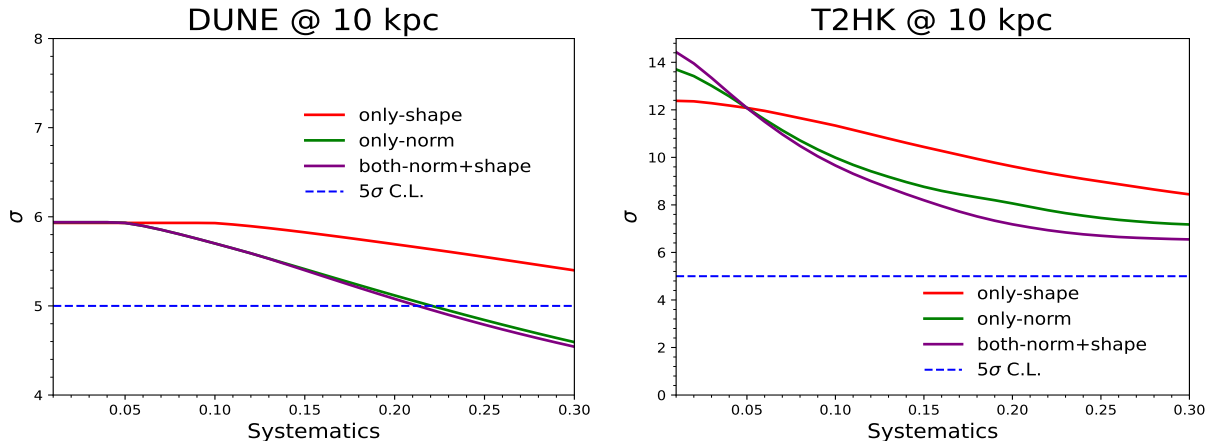 DUNE @ 10 kpc
8
7
6
5
4
σ
only-shape
only-norm
both-norm+shape
5σ C.L.
0.05 0.10 0.15 0.20 0.25 0.30
Systematics
T2HK @ 10 kpc
14
12
10
8
6
4
2
0
σ
only-shape
only-norm
both-norm+shape
5σ C.L.
0.05 0.10 0.15 0.20 0.25 0.30
Systematics